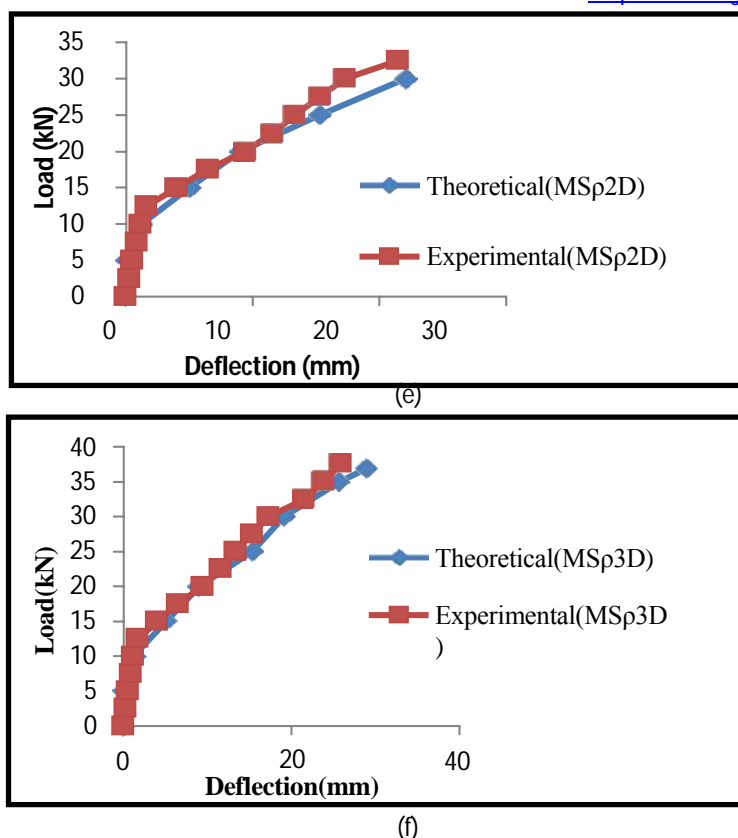 35
30
25
20
15
10
5
0
Load (kN)
Theoretical(MSρ2D)
Experimental(MSρ2D)
0 10 20 30
Deflection (mm)
(e)
40
35
30
25
20
15
10
5
0
Load(kN)
Theoretical(MSρ3D)
Experimental(MSρ3D
)
0 20 40
Deflection(mm)
(f)